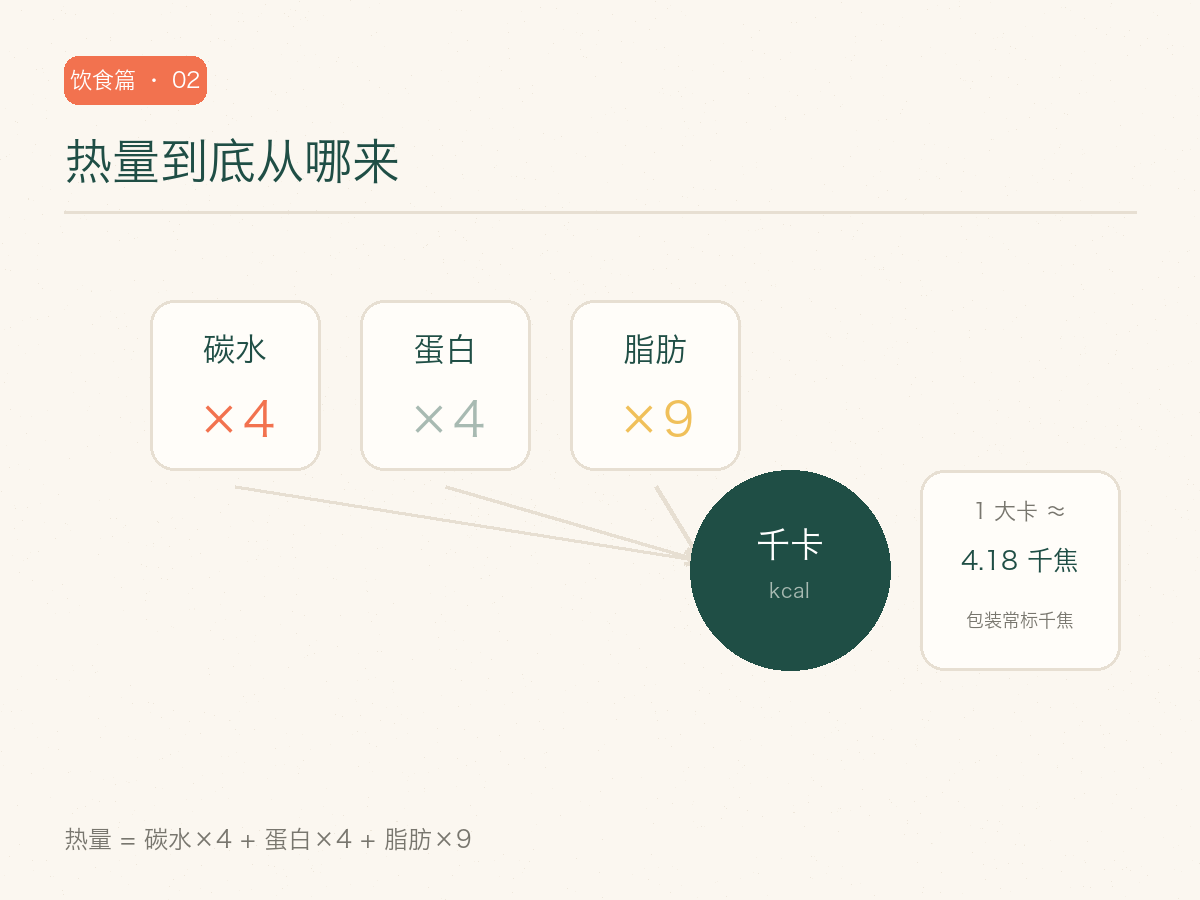 饮食篇 · 02
热量到底从哪来
碳水
×4
蛋白
×4
脂肪
×9
千卡
kcal
1 大卡 ≈
4.18 千焦
包装常标千焦
热量 = 碳水×4 + 蛋白×4 + 脂肪×9